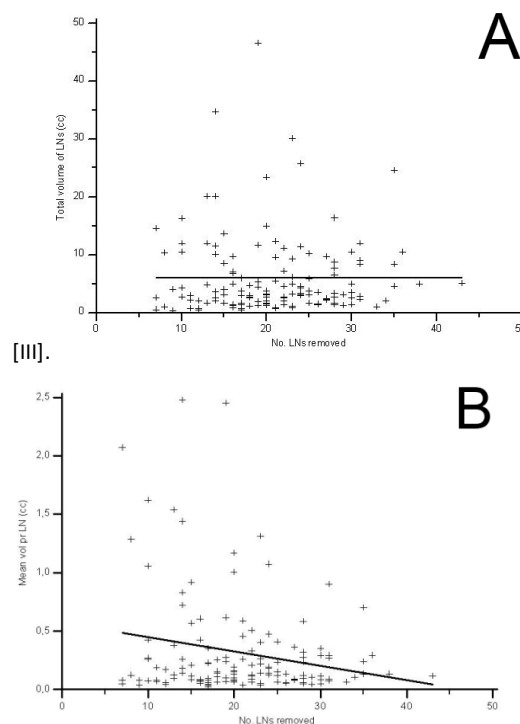 A
Total volume of LNs (cc)
50
40
30
20
10
0
0 10 20 30 40 50
No. LNs removed
[III].
B
Mean vol pr LN (cc)
2,5
2,0
1,5
1,0
0,5
0,0
0 10 20 30 40 50
No. LNs removed